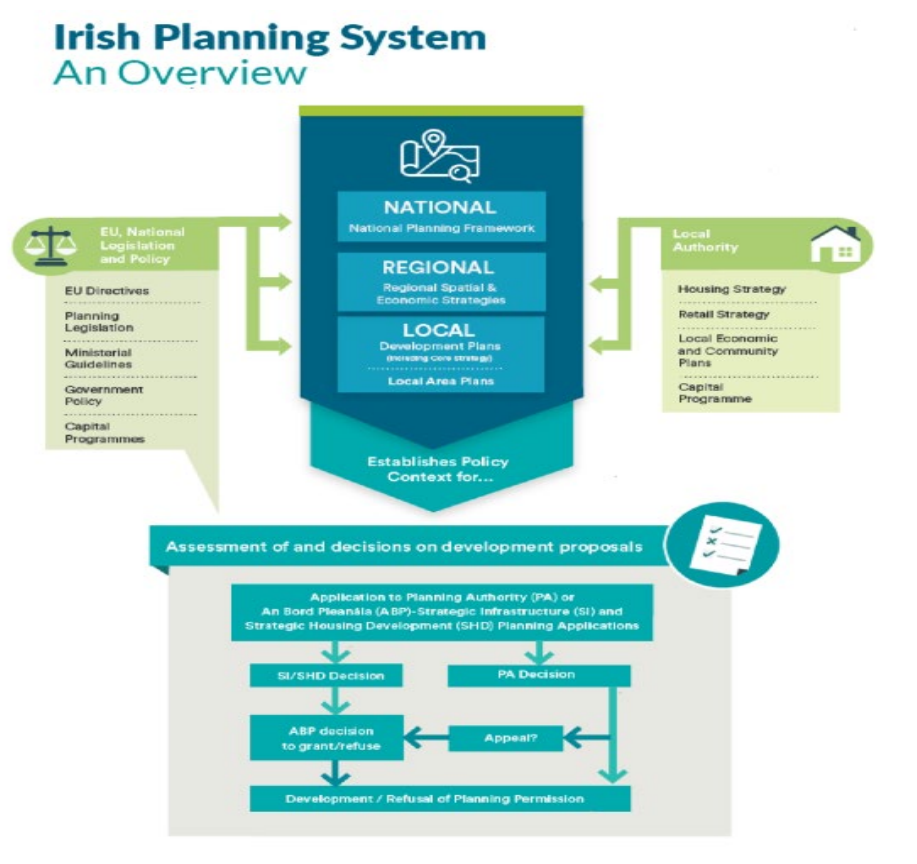 Irish Planning System
An Overview
NATIONAL
National Planning Framework
REGIONAL
Regional Spatial &
Economic Strategies
LOCAL
Development Plans
(Including Core Strategy)
Local Area Plans
EU, National
Legislation
and Policy
EU Directives
Planning
Legislation
Ministerial
Guidelines
Government
Policy
Capital
Programmes
Local
Authority
Housing Strategy
Retail Strategy
Local Economic
and Community
Plans
Capital
Programme
Establishes Policy
Context for...
Assessment of and decisions on development proposals
Application to Planning Authority (PA) or
An Bord Pleanála (ABP)-Strategic Infrastructure (SI) and
Strategic Housing Development (SHD) Planning Applications
SI/SHD Decision
PA Decision
ABP decision
to grant/refuse
Appeal?
Development / Refusal of Planning Permission